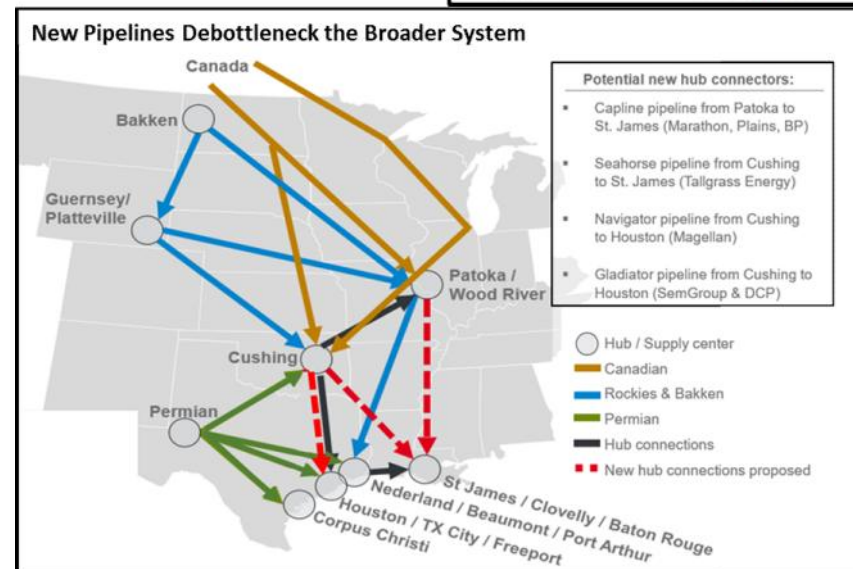 New Pipelines Debottleneck the Broader System
Canada
Bakken
Guernsey/
Platteville
Patoka /
Wood River
Cushing
Permian
St James / Clovelly / Baton Rouge
Nederland / Beaumont / Port Arthur
Houston / TX City / Freeport
Corpus Christi
Potential new hub connectors:
▪ Capline pipeline from Patoka to
St. James (Marathon, Plains, BP)
▪ Seahorse pipeline from Cushing
to St. James (Tallgrass Energy)
▪ Navigator pipeline from Cushing
to Houston (Magellan)
▪ Gladiator pipeline from Cushing to
Houston (SemGroup & DCP)
Hub / Supply center
Canadian
Rockies & Bakken
Permian
Hub connections
New hub connections proposed